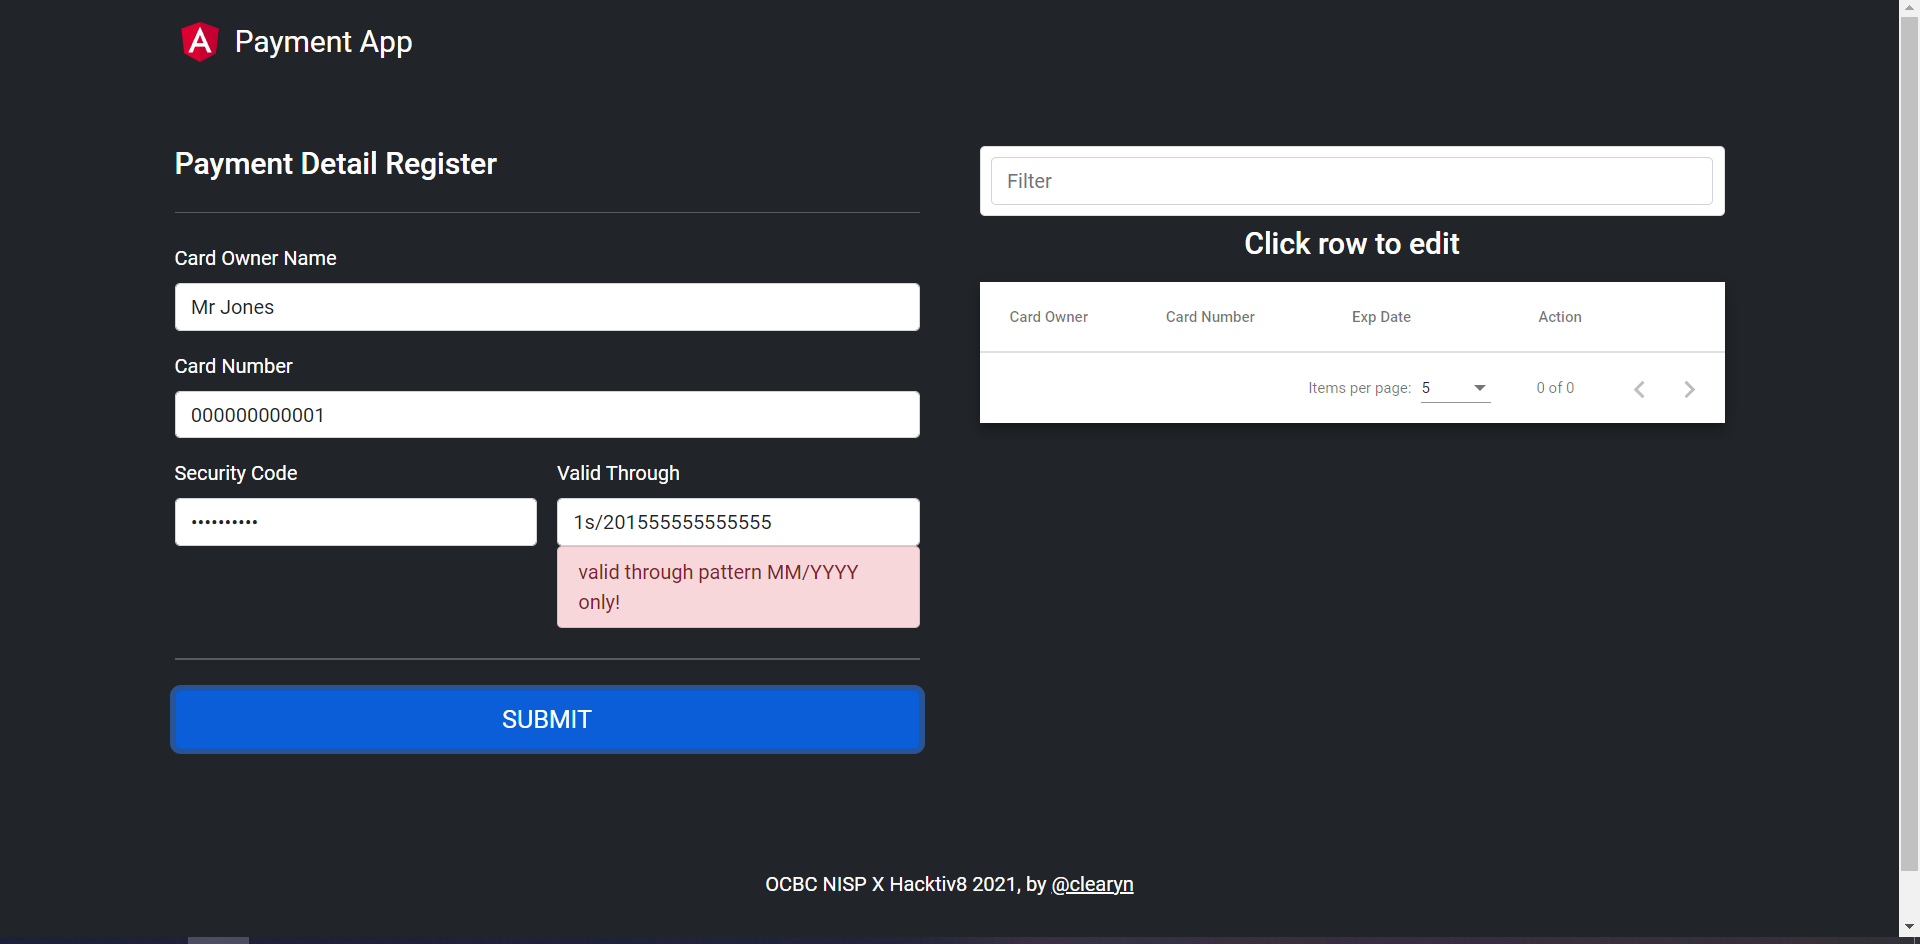 Payment App
Payment Detail Register
Card Owner Name
Mr Jones
Card Number
000000000001
Security Code
Valid Through
••••••••••
1s/201555555555555
valid through pattern MM/YYYY
only!
SUBMIT
Filter
Click row to edit
Card Owner Card Number Exp Date Action
Items per page: 5 0 of 0
OCBC NISP X Hacktiv8 2021, by @clearyn